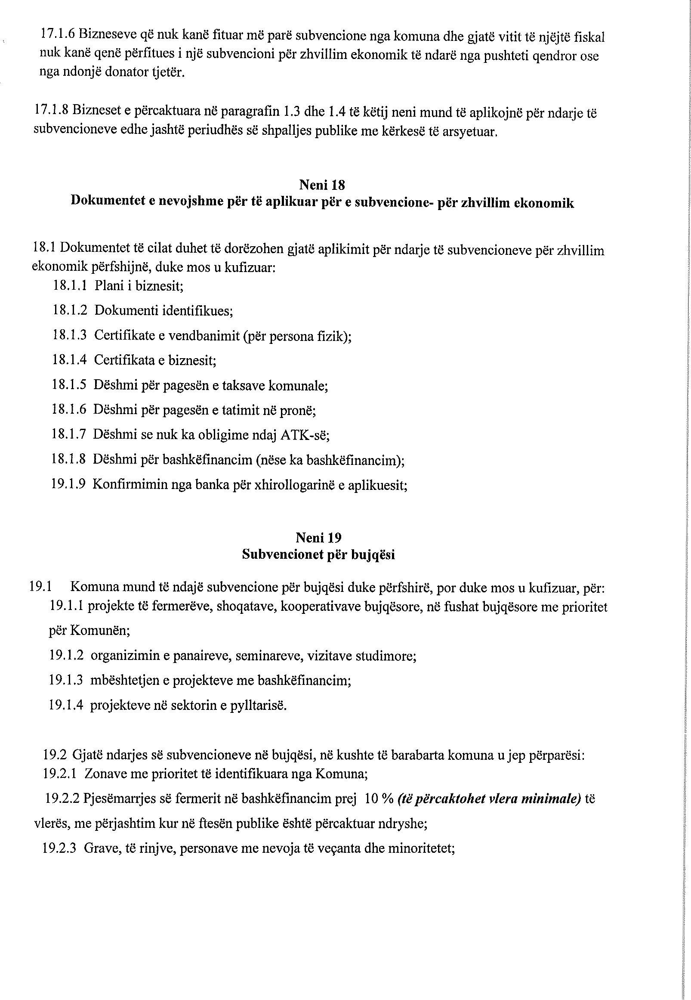 17.1.6 Bizneseve që nuk kanë fituar më parë subvencione nga komuna dhe gjatë vitit të njëjtë fiskal
nuk kanë qenë përfitues i një subvencioni për zhvillim ekonomik të ndarë nga pushteti qendror ose
nga ndonjë donator tjetër.
17.1.8 Bizneset e përcaktuara në paragrafin 1.3 dhe 1.4 të këtij neni mund të aplikojnë për ndarje të
subvencioneve edhe jashtë periudhës së shpalljes publike me kërkesë të arsyetuar.
Neni 18
Dokumentet e nevojshme për të aplikuar për e subvencione- për zhvillim ekonomik
18.1 Dokumentet të cilat duhet të dorëzohen gjatë aplikimit për ndarje të subvencioneve për zhvillim
ekonomik përfshijnë, duke mos u kufizuar:
18.1.1 Plani i biznesit;
18.1.2 Dokumenti identifikues;
18.1.3 Certifikate e vendbanimit (për persona fizik);
18.1.4 Certifikata e biznesit;
18.1.5 Dëshmi për pagesën e taksave komunale;
18.1.6 Dëshmi për pagesën e tatimit në pronë;
18.1.7 Dëshmi se nuk ka obligime ndaj ATK-së;
18.1.8 Dëshmi për bashkëfinancim (nëse ka bashkëfinancim);
19.1.9 Konfirmimin nga banka për xhirollogarinë e aplikuesit;
Neni 19
Subvencionet për bujqësi
19.1 Komuna mund të ndajë subvencione për bujqësi duke përfshirë, por duke mos u kufizuar, për:
19.1.1 projekte të fermerëve, shoqatave, kooperativave bujqësore, në fushat bujqësore me prioritet
për Komunën;
19.1.2 organizimin e panaireve, seminareve, vizitave studimore;
19.1.3 mbështetjen e projekteve me bashkëfinancim;
19.1.4 projekteve në sektorin e pylltarisë.
19.2 Gjatë ndarjes së subvencioneve në bujqësi, në kushte të barabarta komuna u jep përparësi:
19.2.1 Zonave me prioritet të identifikuara nga Komuna;
19.2.2 Pjesëmarrjes së fermerit në bashkëfinancim prej 10 % (të përcaktohet vlera minimale) të
vlerës, me përjashtim kur në ftesën publike është përcaktuar ndryshe;
19.2.3 Grave, të rinjve, personave me nevoja të veçanta dhe minoritetet;